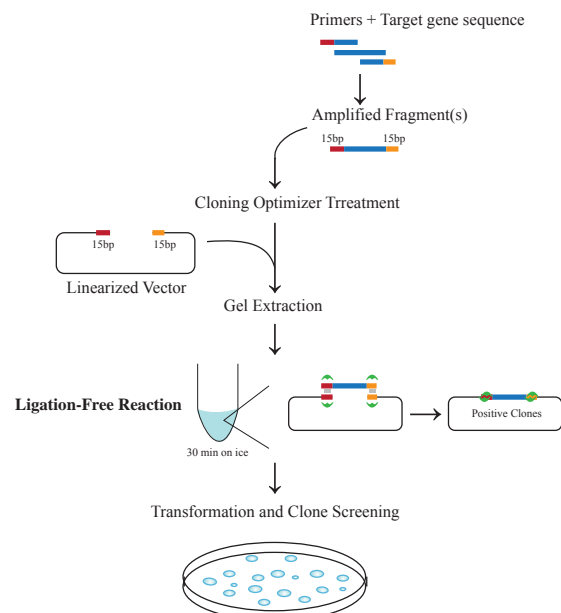 Primers + Target gene sequence
Amplified Fragment(s)
15bp 15bp
Cloning Optimizer Trreatment
15bp 15bp
Linearized Vector
Gel Extraction
Ligation-Free Reaction
Positive Clones
30 min on ice
Transformation and Clone Screening